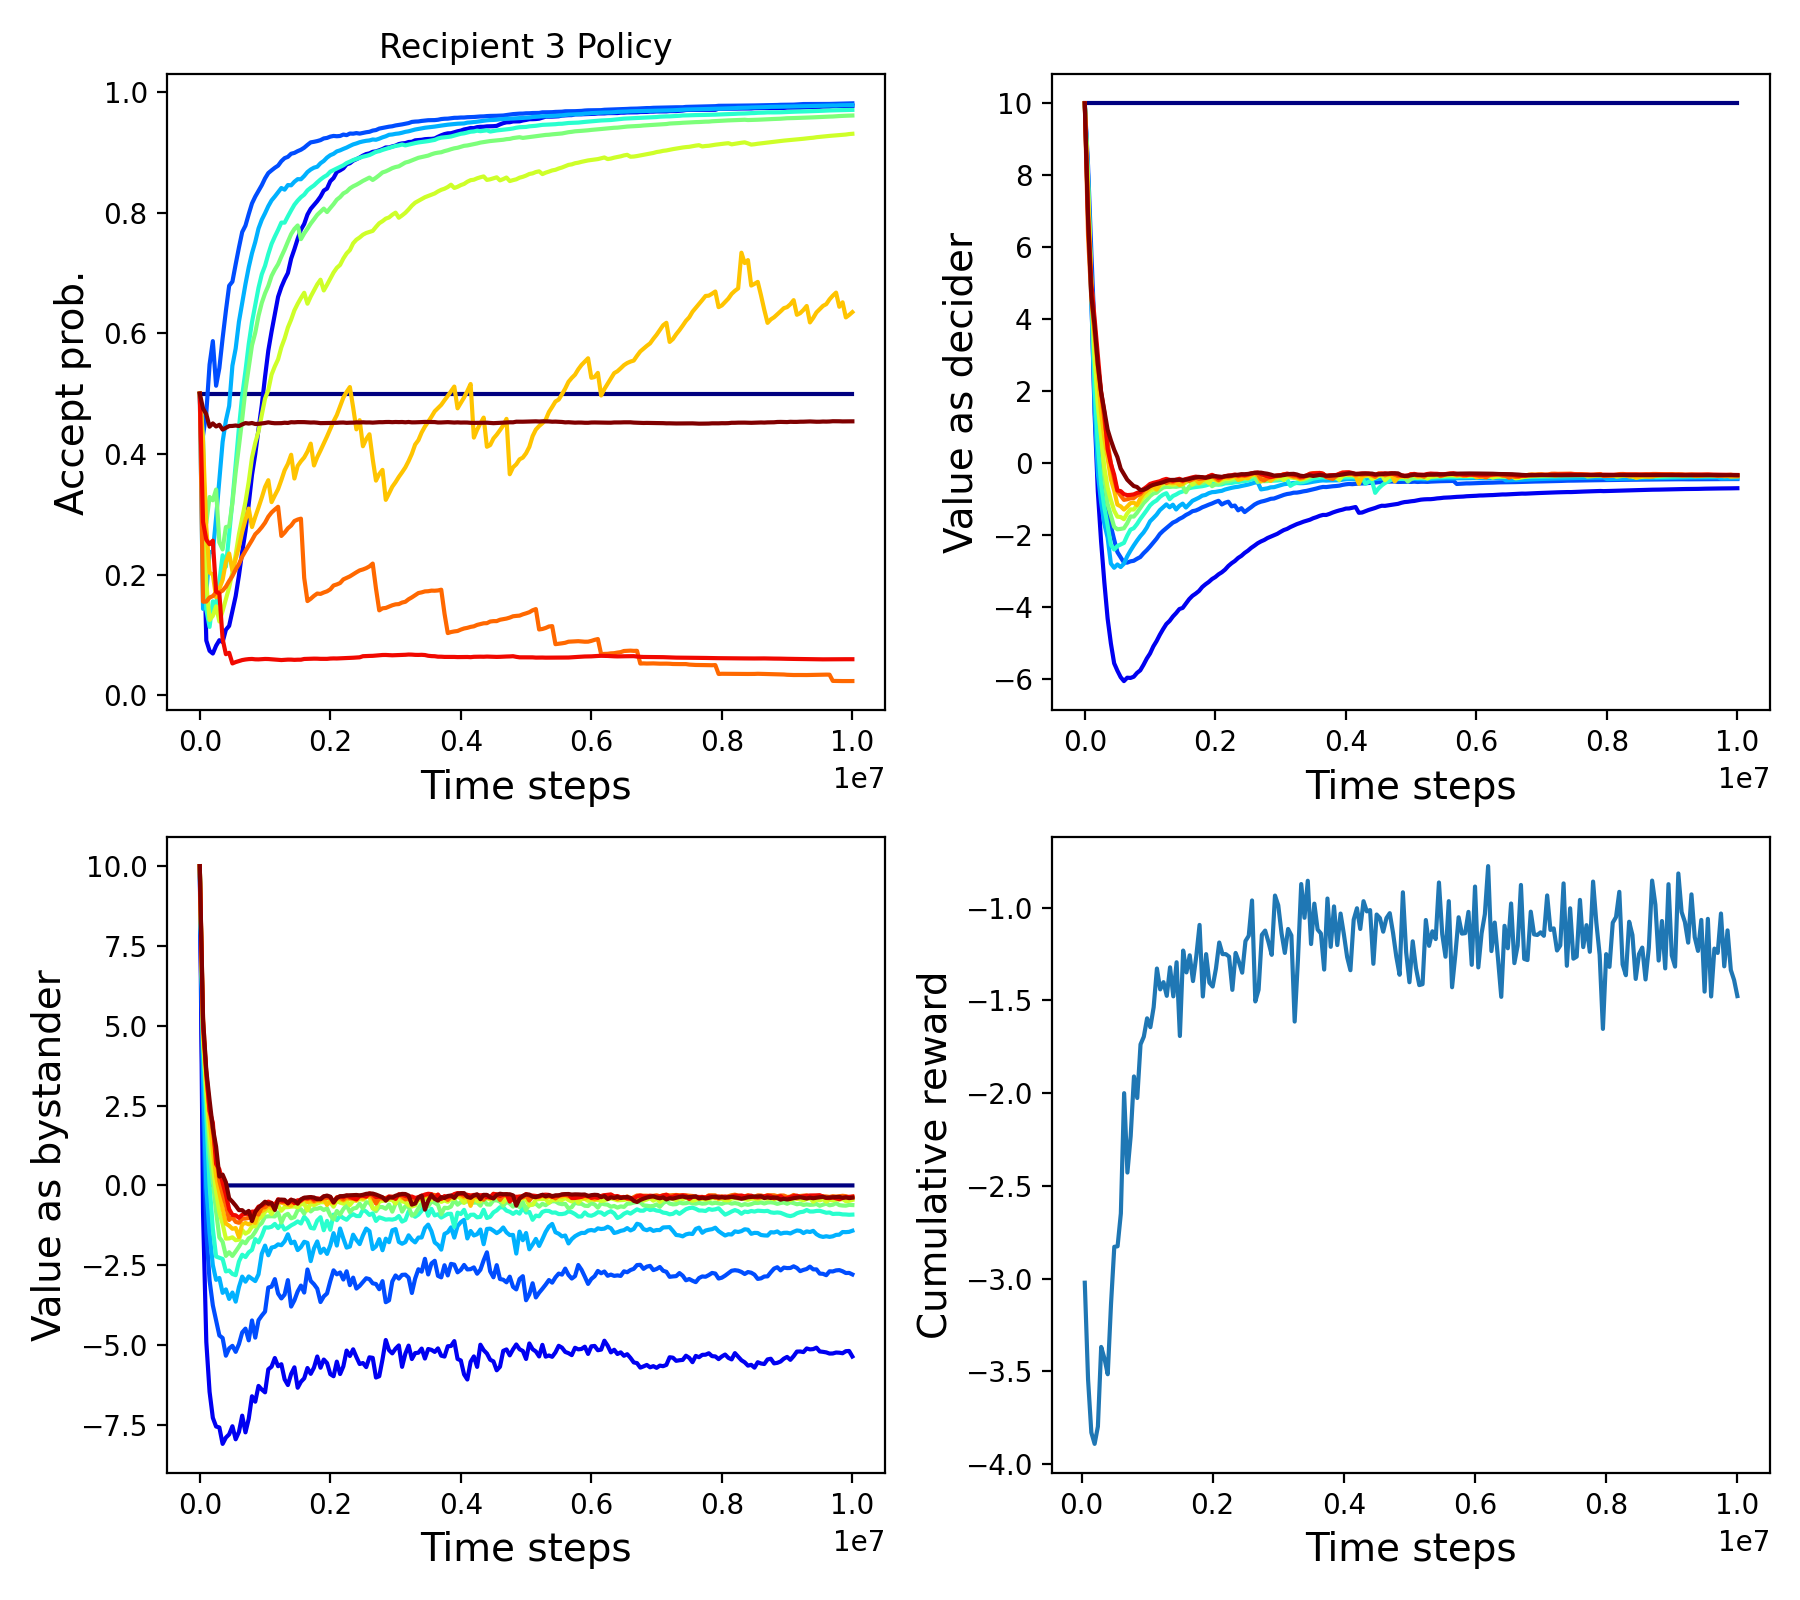 Recipient 3 Policy
1.0
0.8
0.6
0.4
0.2
0.0
Accept prob.
0.0 0.2 0.4 0.6 0.8 1.0
1e7
Time steps
10
8
6
4
2
0
−2
−4
−6
Value as decider
0.0 0.2 0.4 0.6 0.8 1.0
1e7
Time steps
10.0
7.5
5.0
2.5
0.0
−2.5
−5.0
−7.5
Value as bystander
0.0 0.2 0.4 0.6 0.8 1.0
1e7
Time steps
−1.0
−1.5
−2.0
−2.5
−3.0
−3.5
−4.0
Cumulative reward
0.0 0.2 0.4 0.6 0.8 1.0
1e7
Time steps